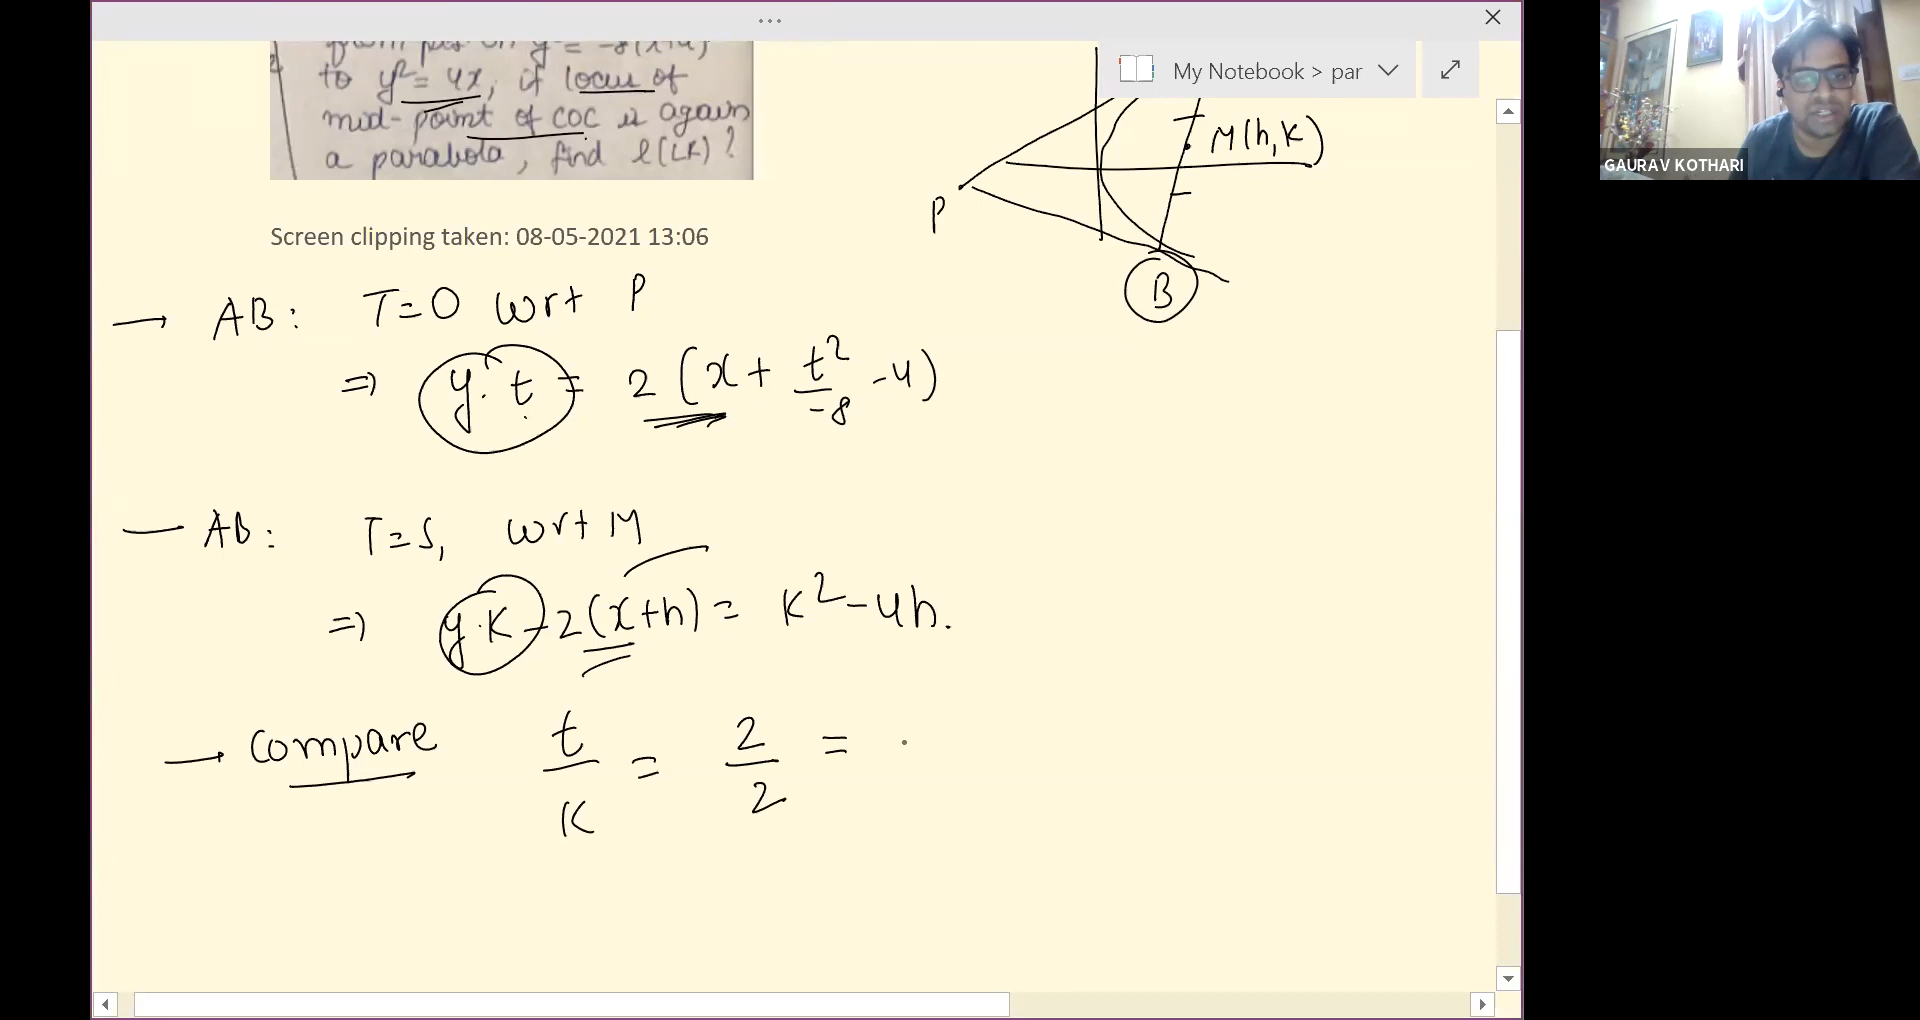 My Notebook > par
to y² = 4x, if locus of
mid-point of COC is again
a parabola, find l(LR)?
M(h,K)
GAURAV KOTHARI
P
Screen clipping taken: 08-05-2021 13:06
B
→ AB: T=0 wrt P
⇒ y.t = 2(x + t²/-8 - 4)
— AB: T=S₁ wrt M
⇒ y.K - 2(x+h) = K² - 4h.
→ Compare t/K = 2/2 =